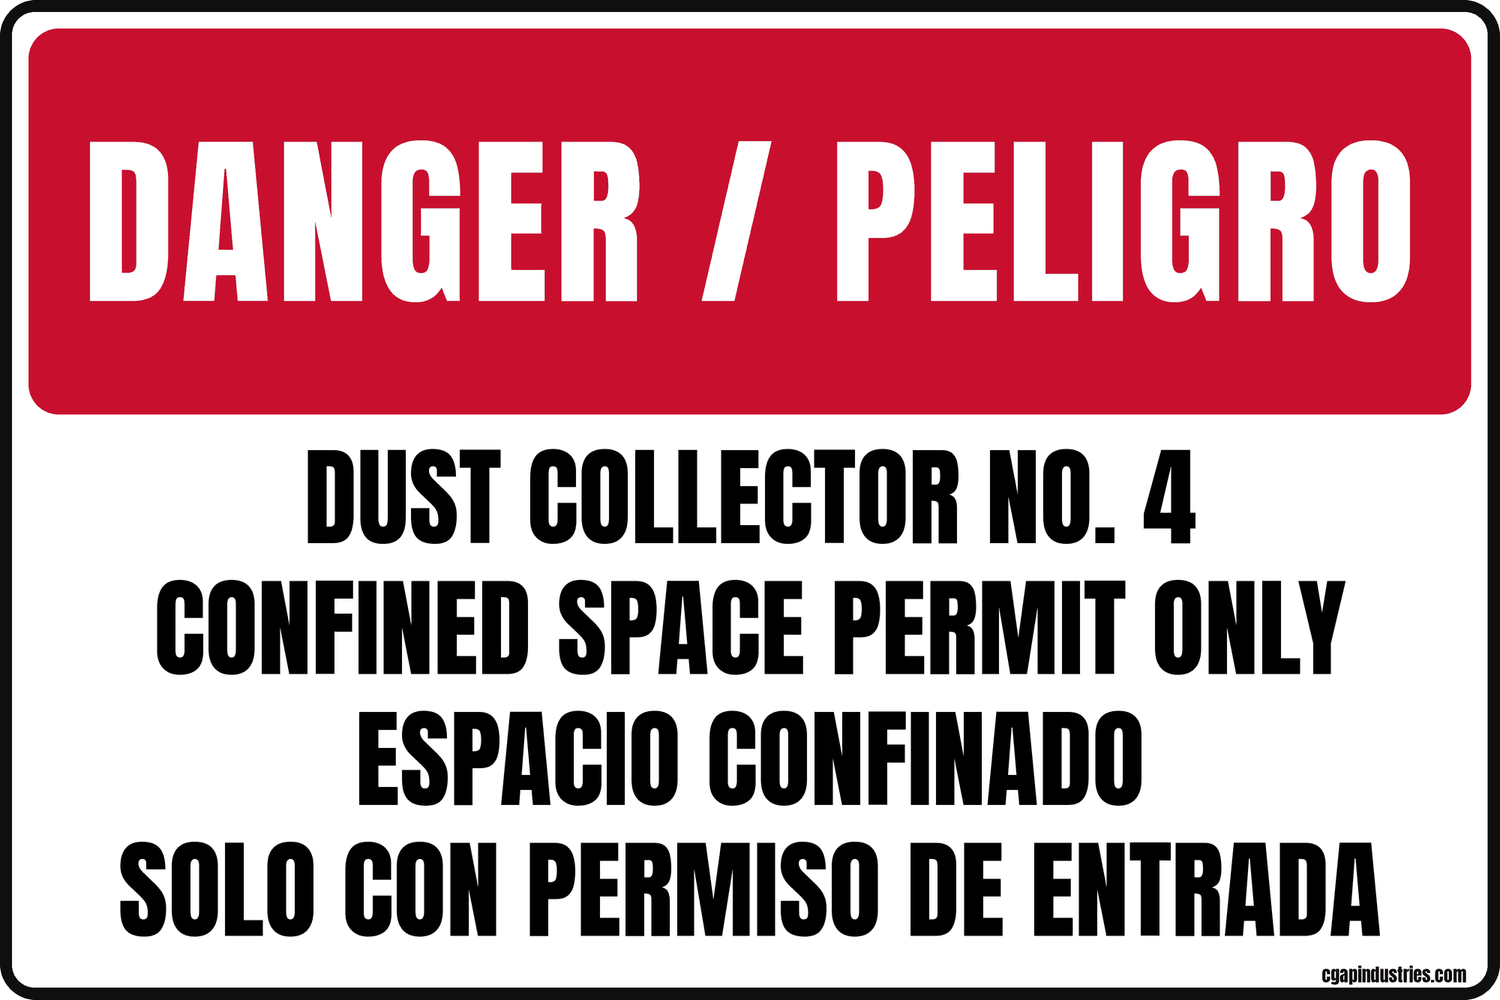 DANGER / PELIGRO
DUST COLLECTOR NO. 4
CONFINED SPACE PERMIT ONLY
ESPACIO CONFINADO
SOLO CON PERMISO DE ENTRADA
cgapindustries.com